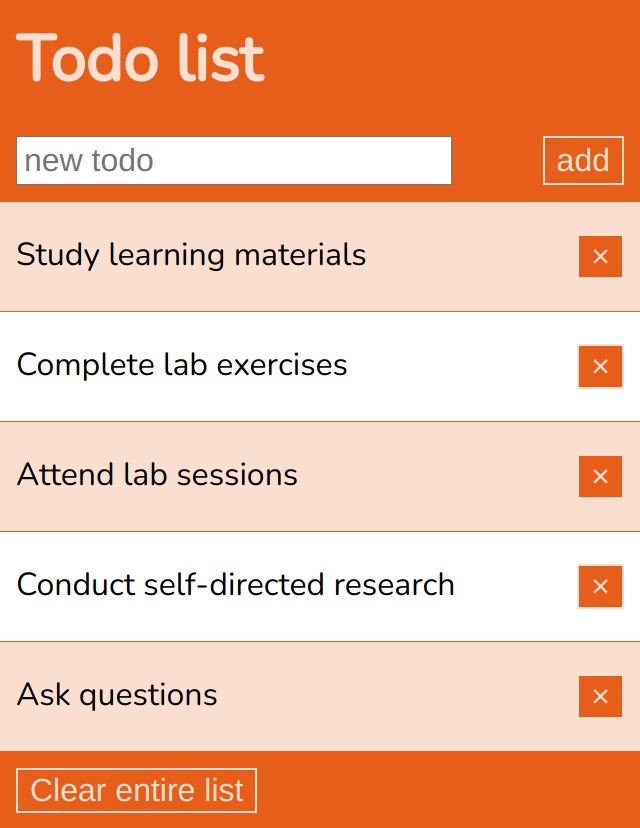 Todo list
new todo
add
Study learning materials
×
Complete lab exercises
×
Attend lab sessions
×
Conduct self-directed research
×
Ask questions
×
Clear entire list